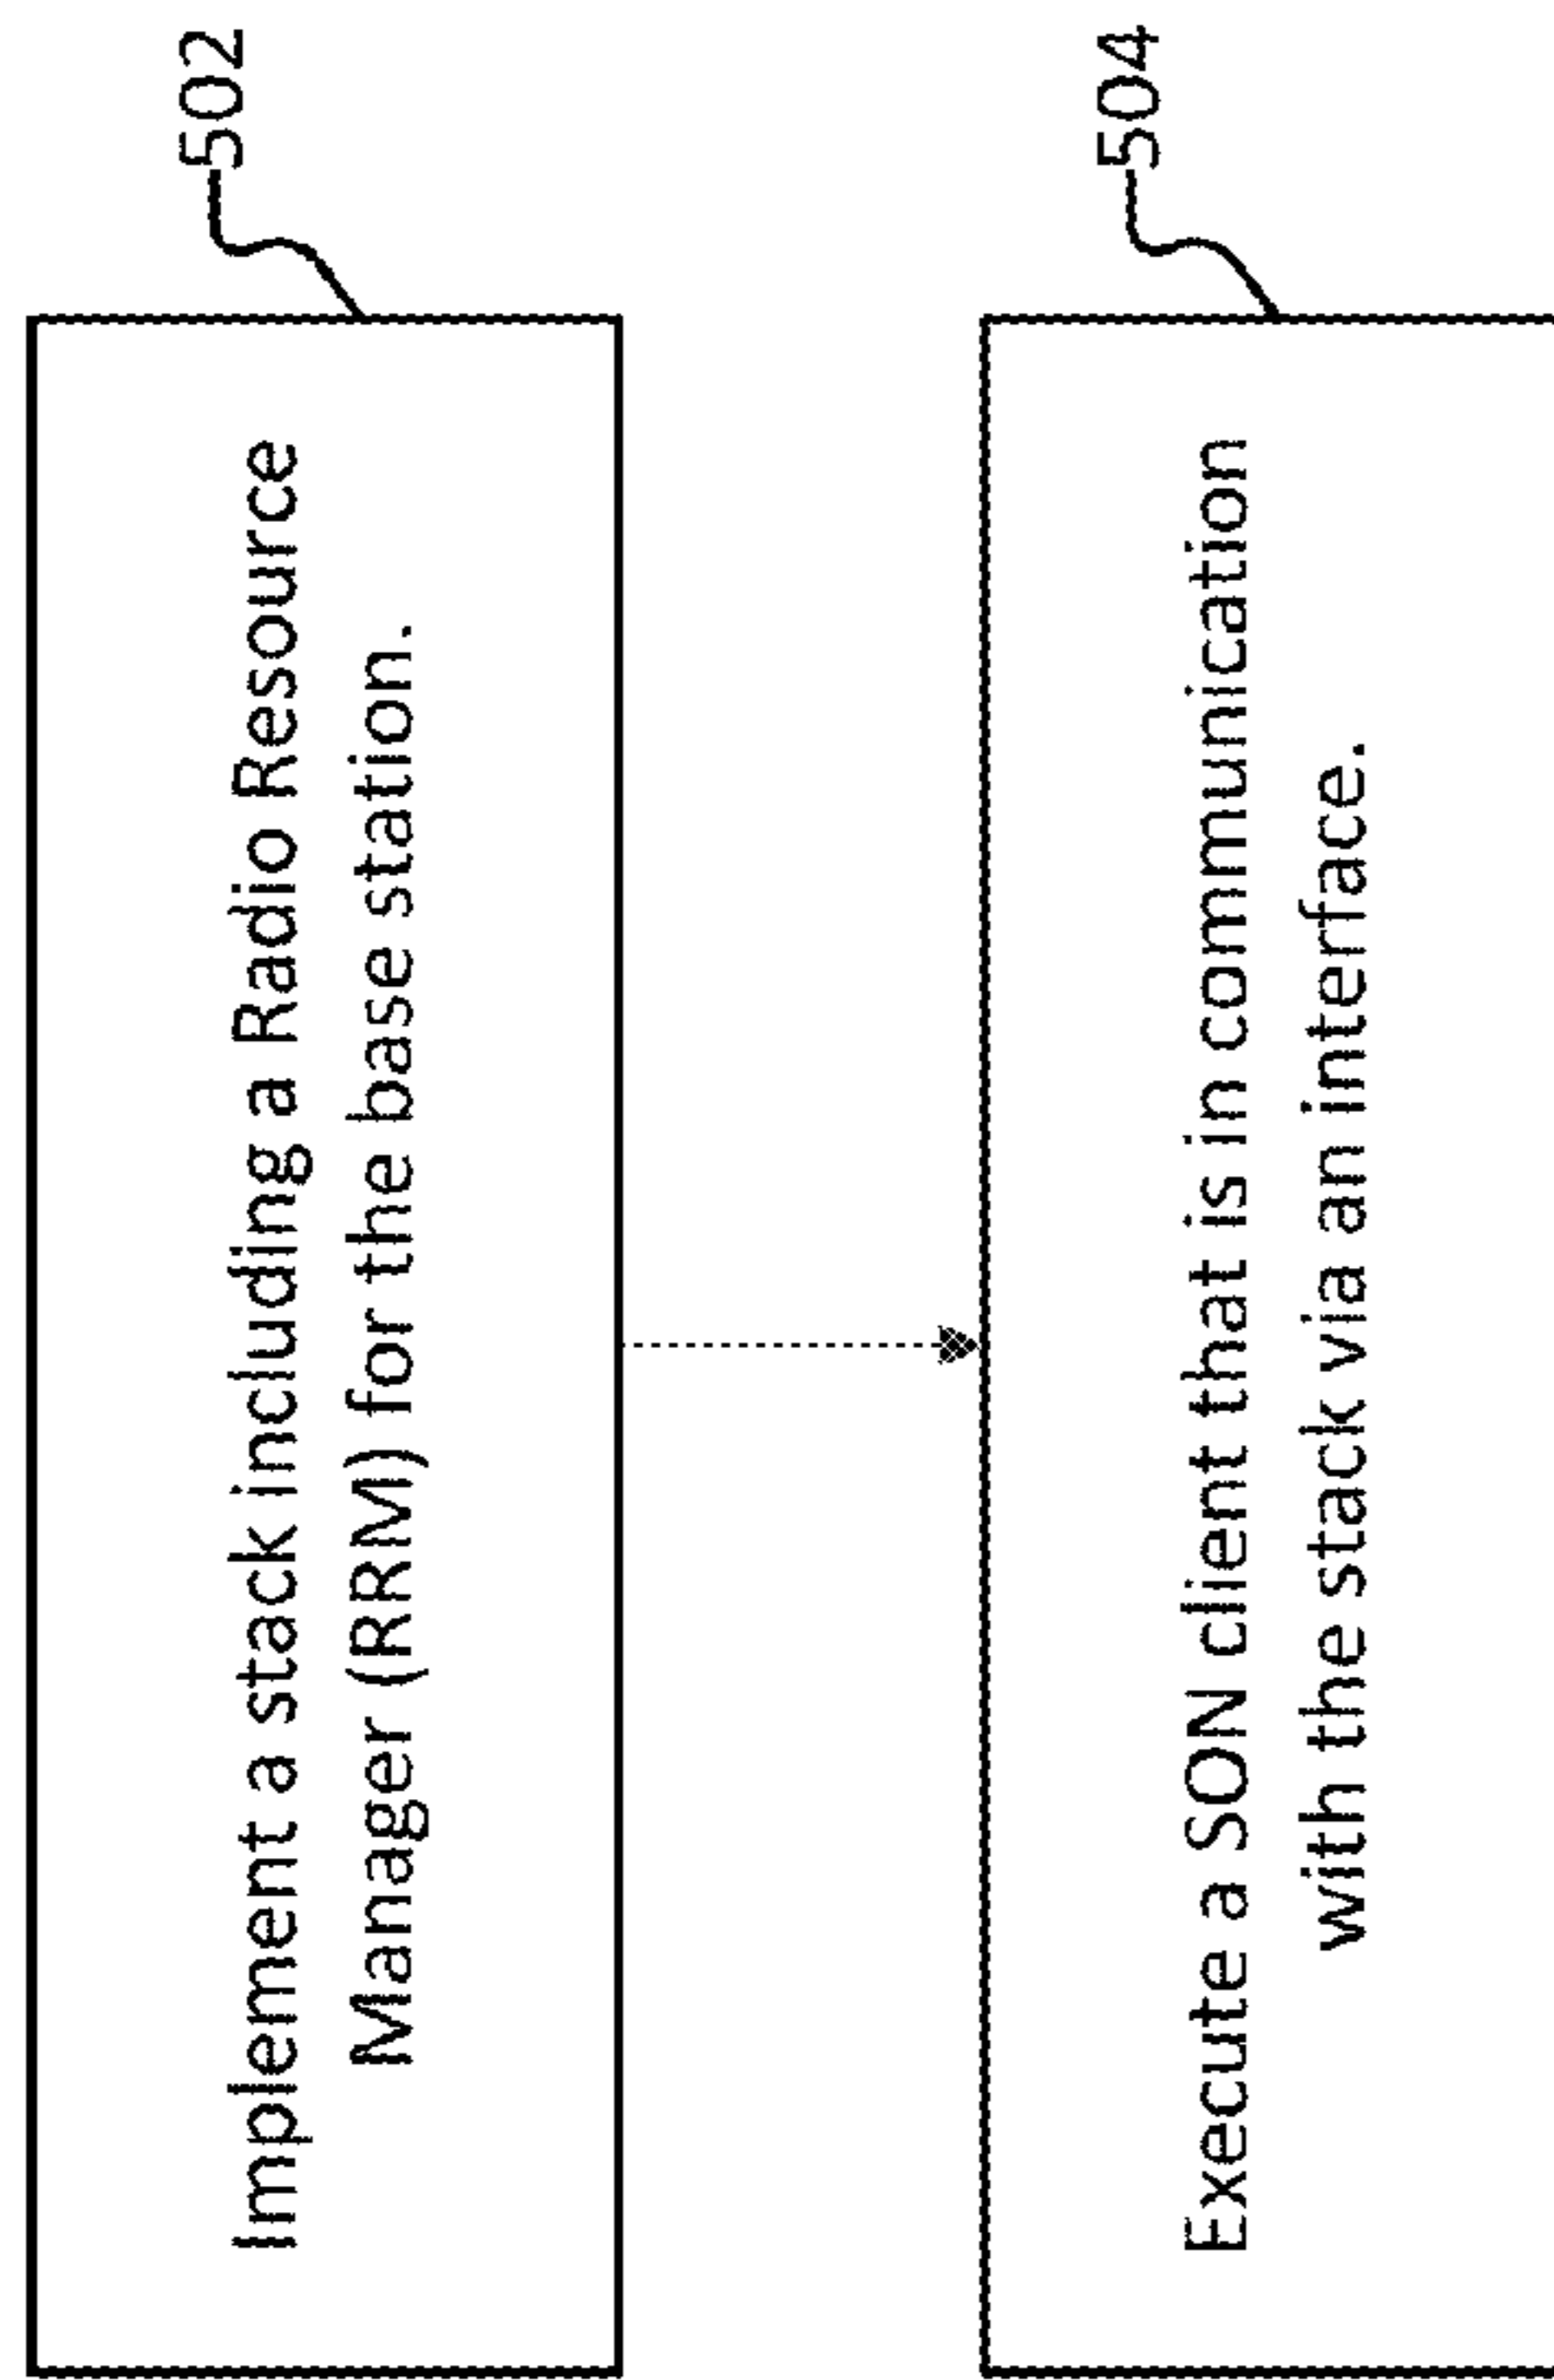 Implement a stack including a Radio Resource
Manager (RRM) for the base station.
502
Execute a SON client that is in communication
with the stack via an interface.
504